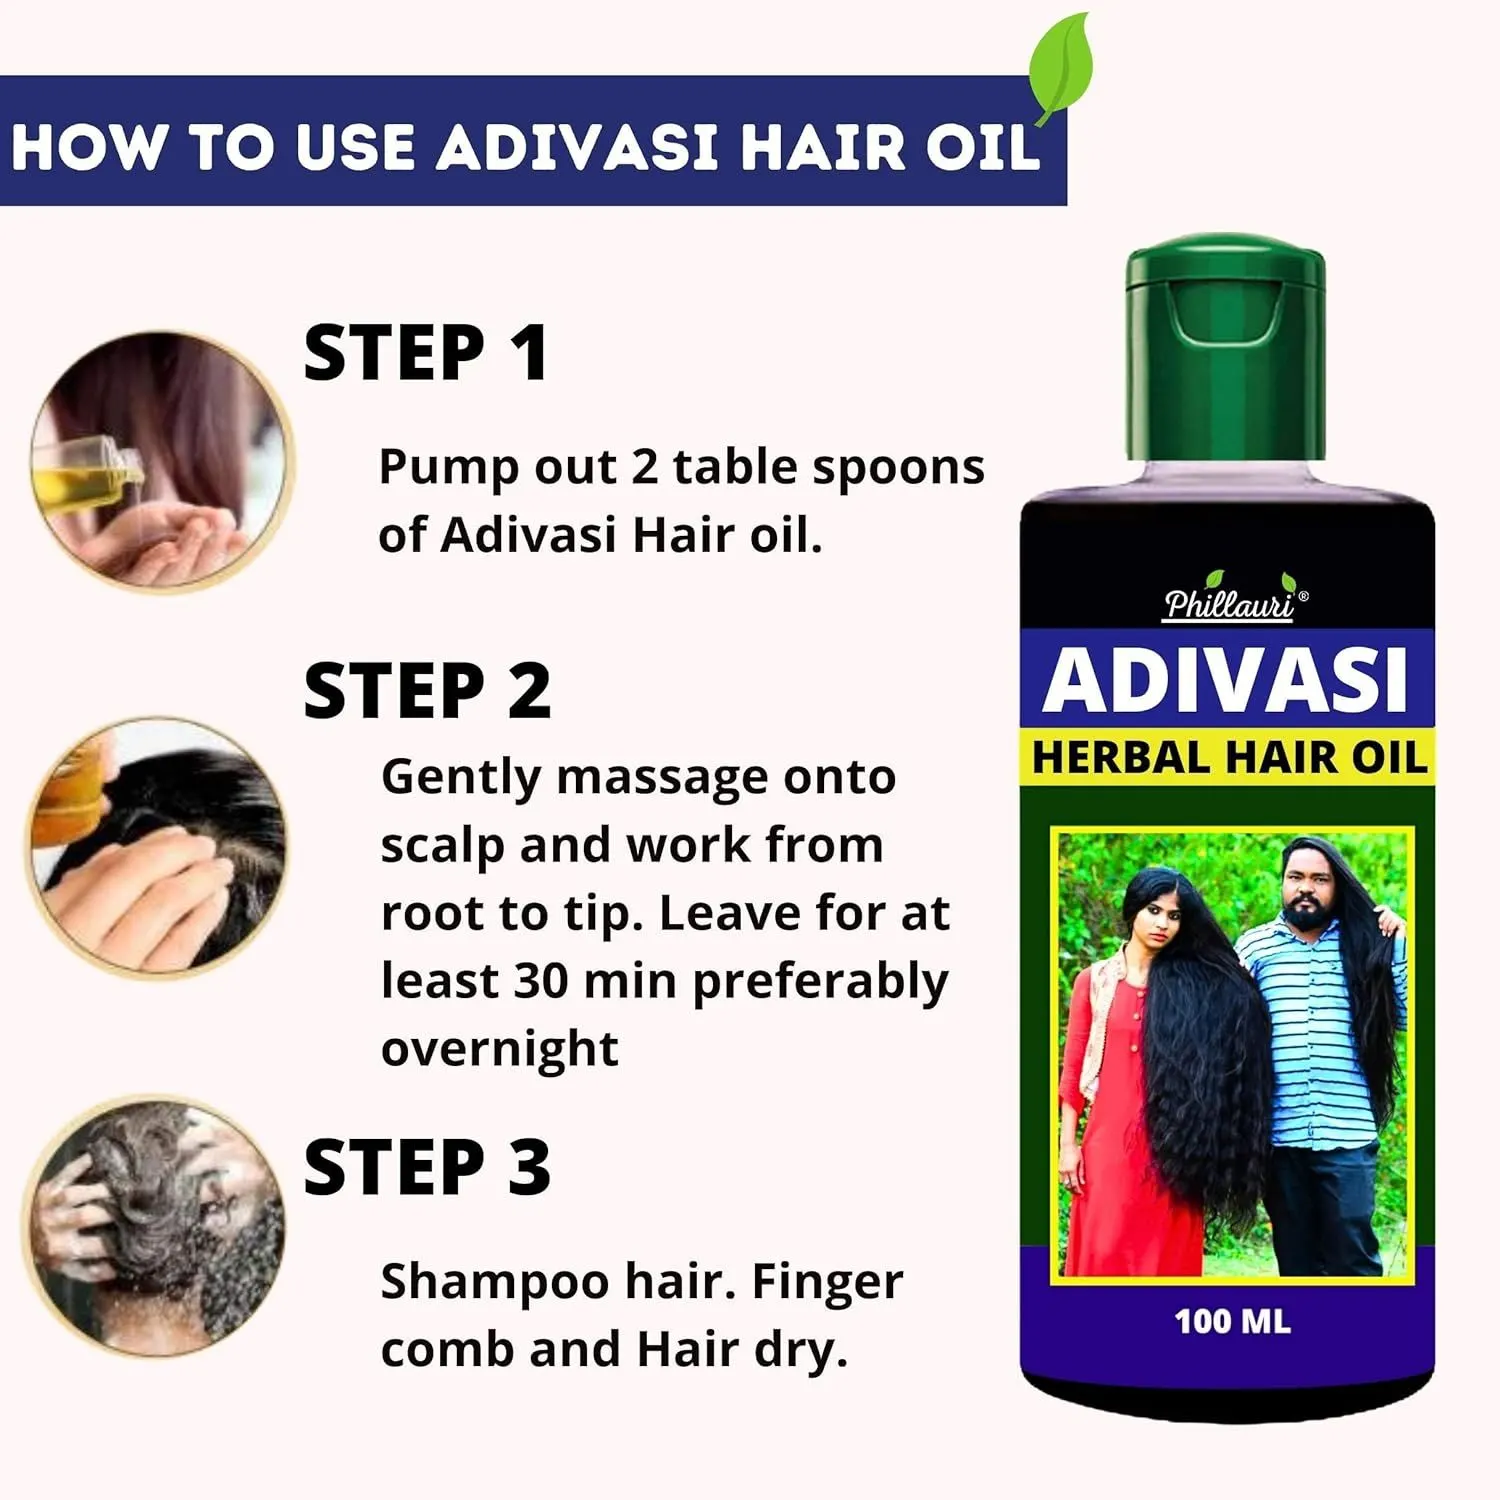 HOW TO USE ADIVASI HAIR OIL
STEP 1
Pump out 2 table spoons
of Adivasi Hair oil.
STEP 2
Gently massage onto
scalp and work from
root to tip. Leave for at
least 30 min preferably
overnight
STEP 3
Shampoo hair. Finger
comb and Hair dry.
Phillauri®
ADIVASI
HERBAL HAIR OIL
100 ML